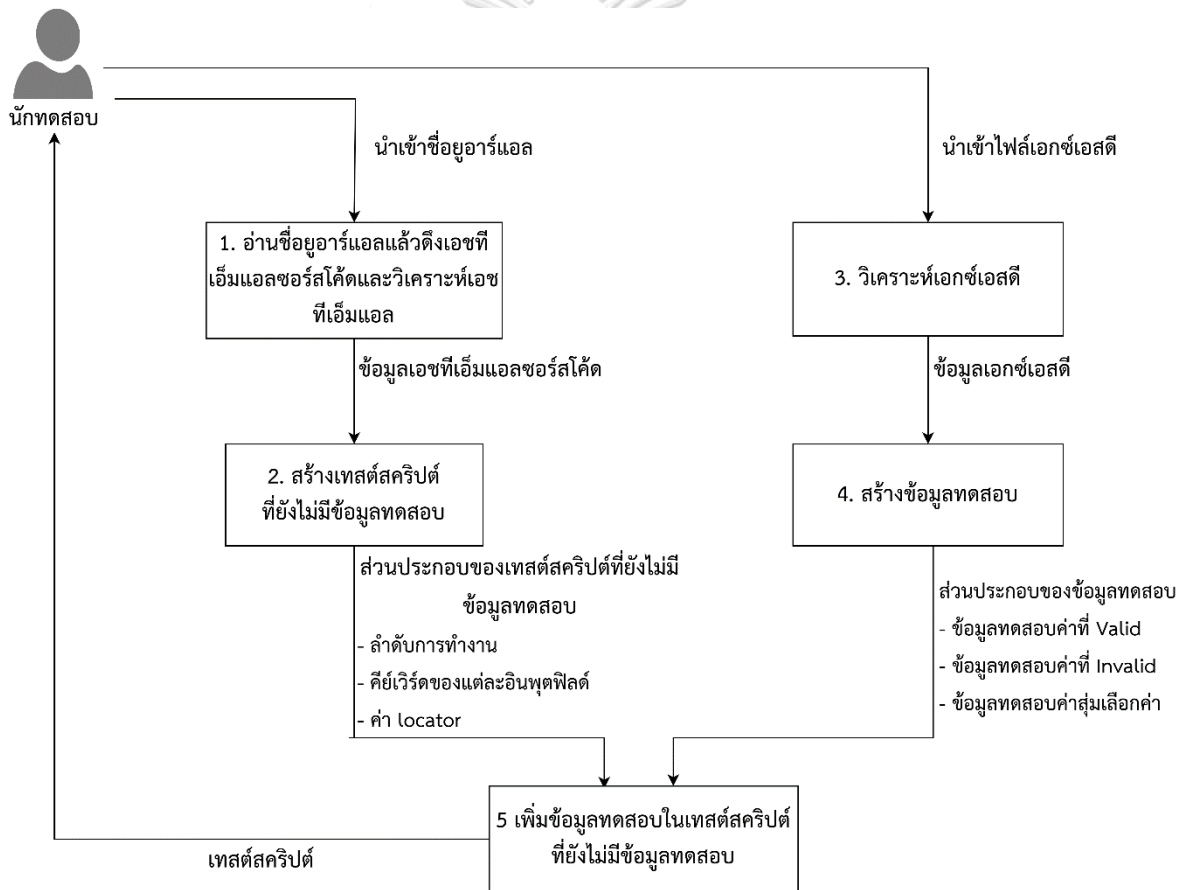 นักทดสอบ
นำเข้าชื่อยูอาร์แอล
นำเข้าไฟล์เอกซ์เอสดี
1. อ่านชื่อยูอาร์แอลแล้วดึงเอชที
เอ็มแอลซอร์สโค้ดและวิเคราะห์เอช
ทีเอ็มแอล
3. วิเคราะห์เอกซ์เอสดี
ข้อมูลเอชทีเอ็มแอลซอร์สโค้ด
ข้อมูลเอกซ์เอสดี
2. สร้างเทสต์สคริปต์
ที่ยังไม่มีข้อมูลทดสอบ
4. สร้างข้อมูลทดสอบ
ส่วนประกอบของเทสต์สคริปต์ที่ยังไม่มี
ข้อมูลทดสอบ
- ลำดับการทำงาน
- คีย์เวิร์ดของแต่ละอินพุตฟิลด์
- ค่า locator
ส่วนประกอบของข้อมูลทดสอบ
- ข้อมูลทดสอบค่าที่ Valid
- ข้อมูลทดสอบค่าที่ Invalid
- ข้อมูลทดสอบค่าสุ่มเลือกค่า
5 เพิ่มข้อมูลทดสอบในเทสต์สคริปต์
ที่ยังไม่มีข้อมูลทดสอบ
เทสต์สคริปต์